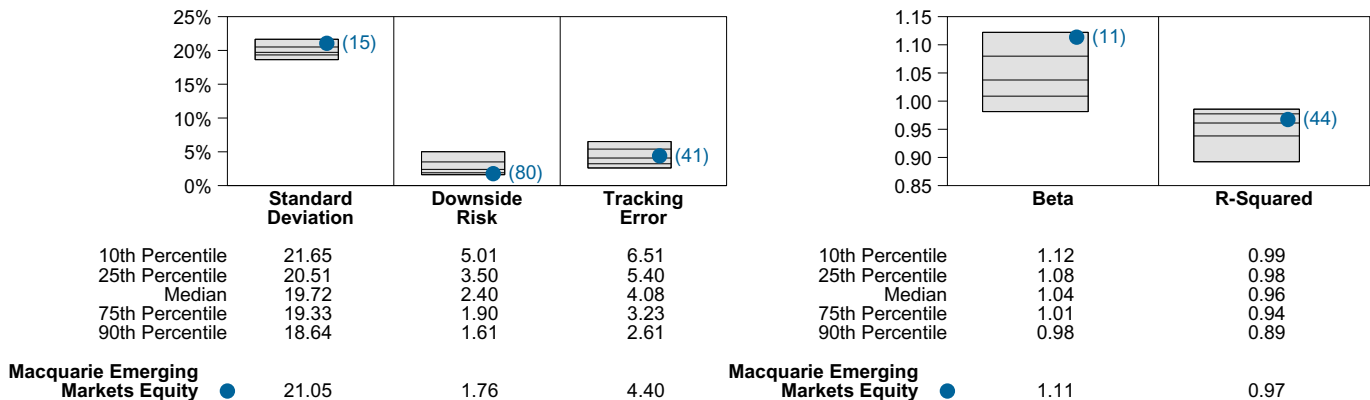 25%
20%
15%
10%
5%
0%
(15)
(80)
(41)
Standard Deviation
Downside Risk
Tracking Error
10th Percentile 21.65 5.01 6.51
25th Percentile 20.51 3.50 5.40
Median 19.72 2.40 4.08
75th Percentile 19.33 1.90 3.23
90th Percentile 18.64 1.61 2.61
Macquarie Emerging
Markets Equity 21.05 1.76 4.40
1.15
1.10
1.05
1.00
0.95
0.90
0.85
(11)
(44)
Beta R-Squared
10th Percentile 1.12 0.99
25th Percentile 1.08 0.98
Median 1.04 0.96
75th Percentile 1.01 0.94
90th Percentile 0.98 0.89
Macquarie Emerging
Markets Equity 1.11 0.97